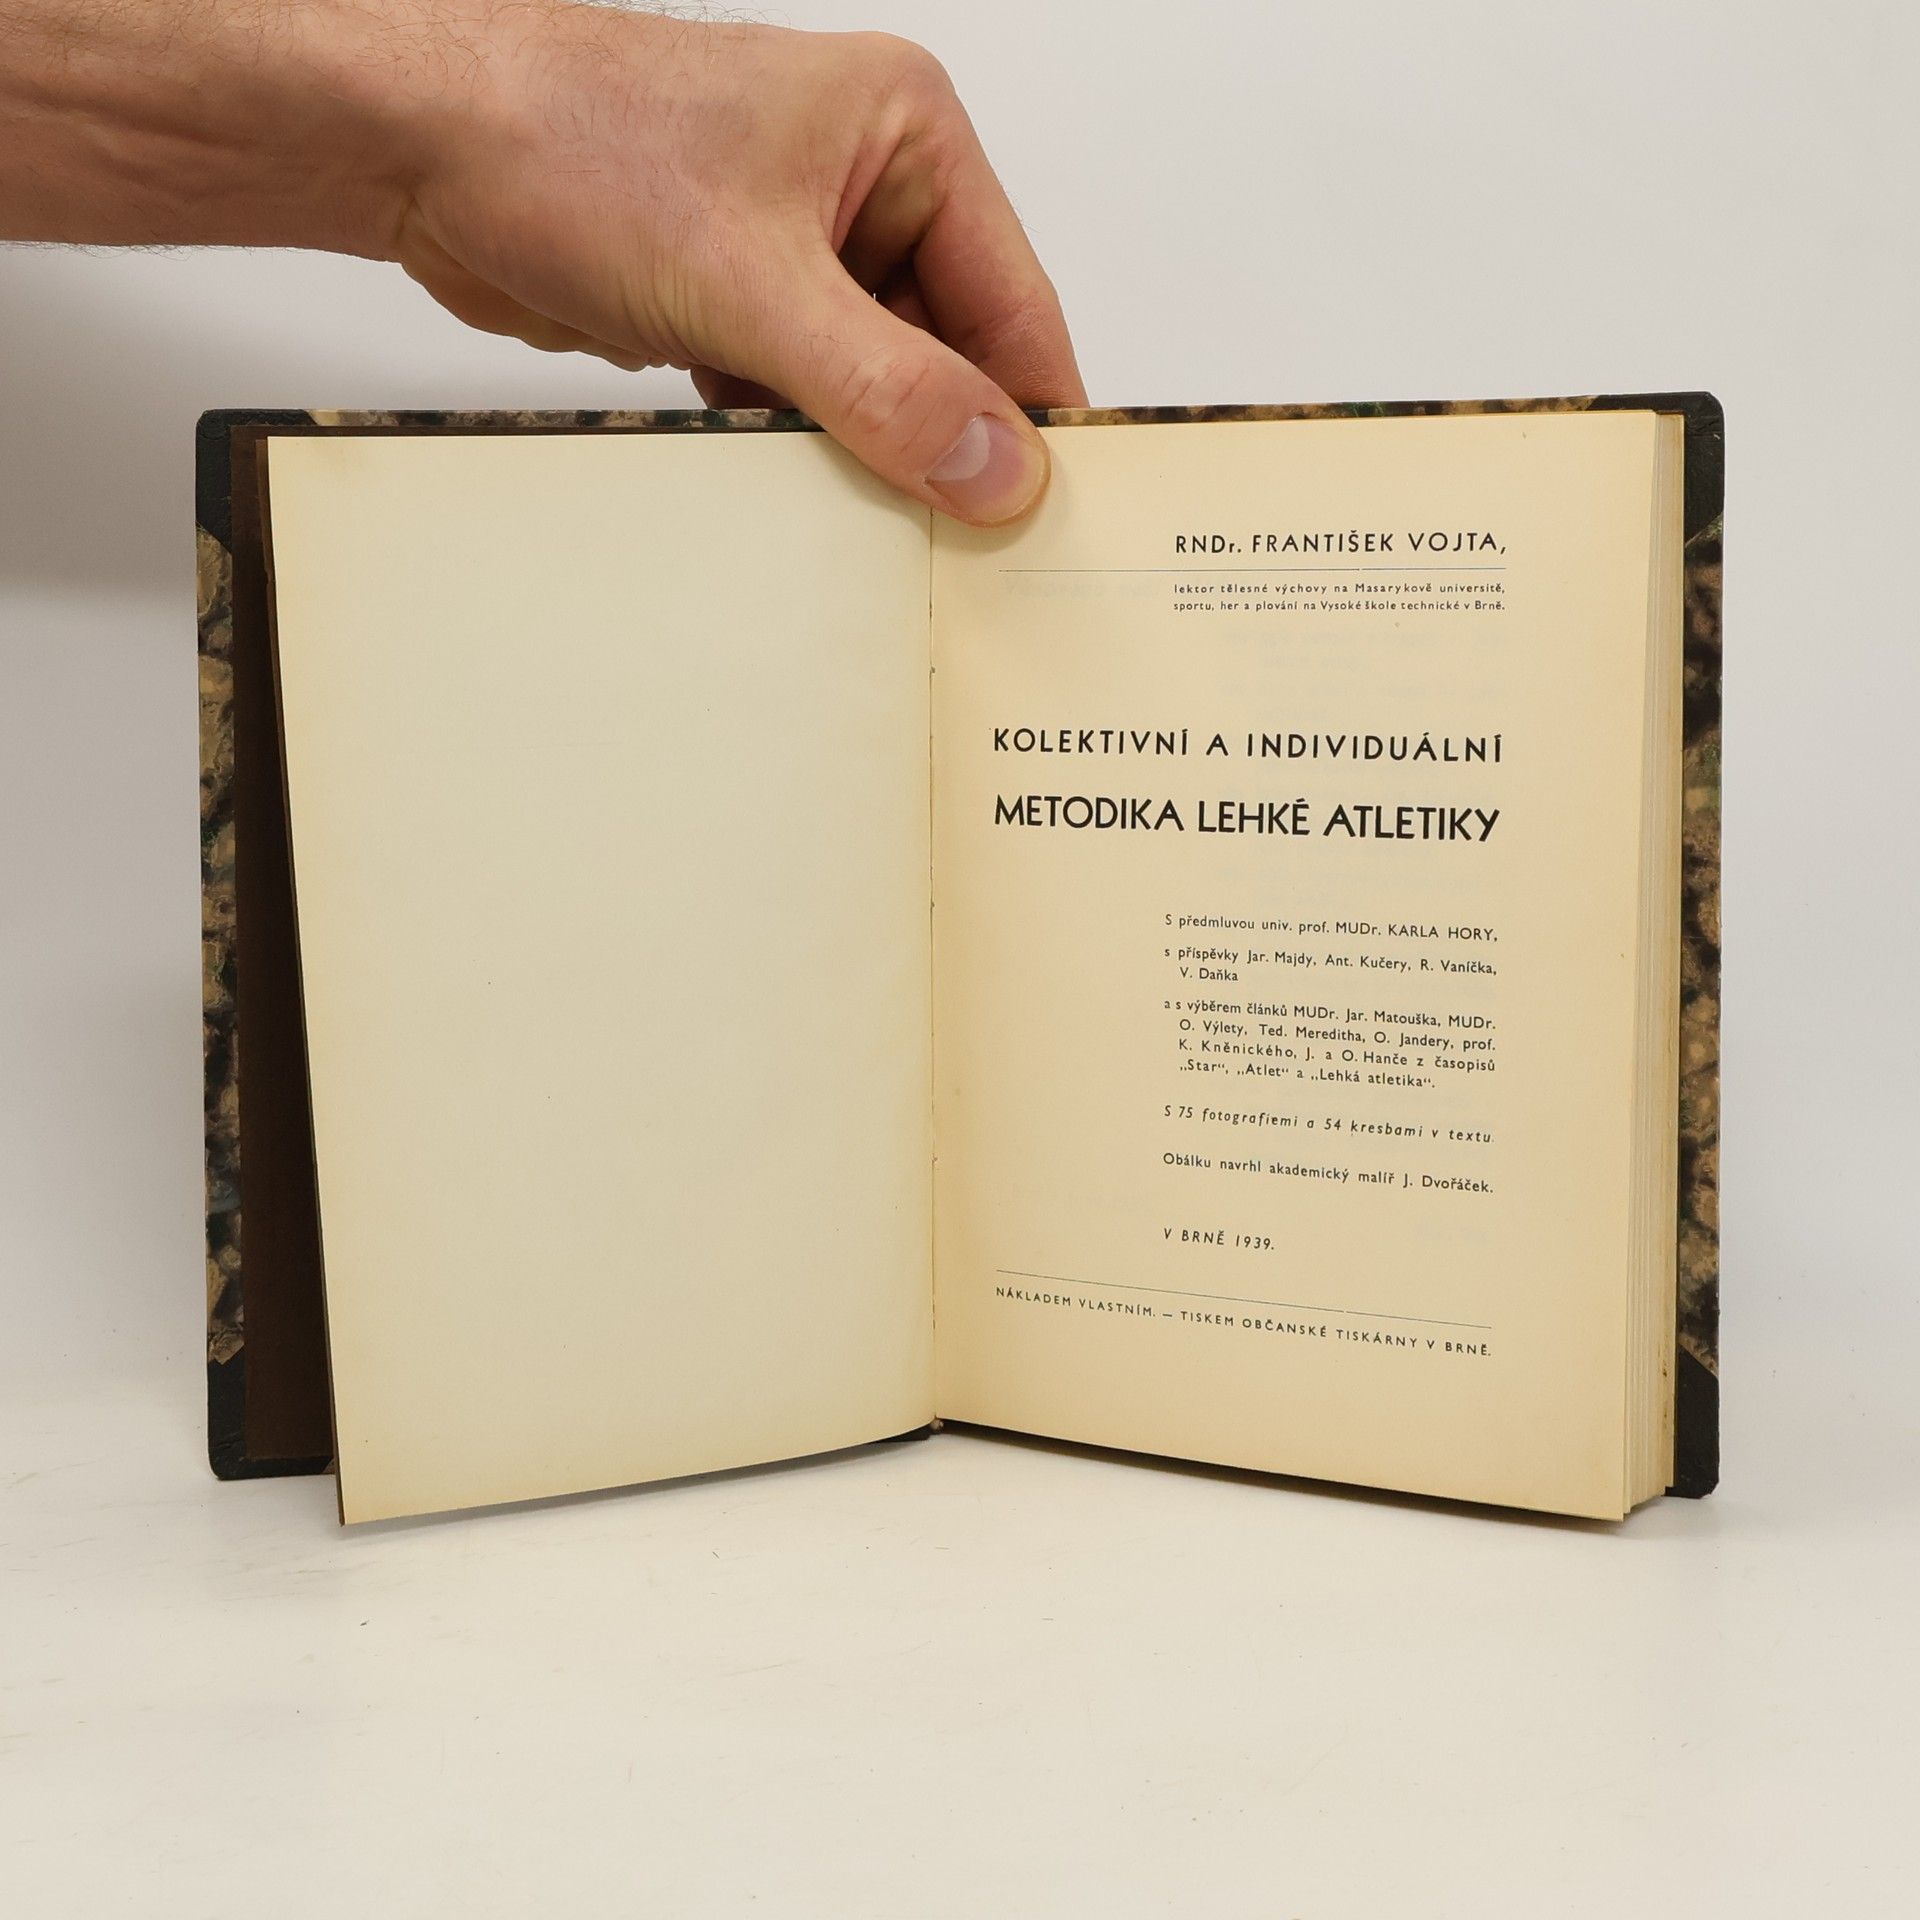 RNDr. FRANTIŠEK VOJTA,
lektor tělesné výchovy na Masarykově universitě,
sportu, her a plování na Vysoké škole technické v Brně.
KOLEKTIVNÍ A INDIVIDUÁLNÍ
METODIKA LEHKÉ ATLETIKY
S předmluvou univ. prof. MUDr. KARLA HORY,
s příspěvky Jar. Majdy, Ant. Kučery, R. Vaníčka,
V. Daňka
a s výběrem článků MUDr. Jar. Matouška, MUDr.
O. Výlety, Ted. Mereditha, O. Jandery, prof.
K. Kněnického, J. a O. Hanče z časopisů
„Star“, „Atlet“ a „Lehká atletika“.
S 75 fotografiemi a 54 kresbami v textu.
Obálku navrhl akademický malíř J. Dvořáček.
V BRNĚ 1939.
NÁKLADEM VLASTNÍM. — TISKEM OBČANSKÉ TISKÁRNY V BRNĚ.